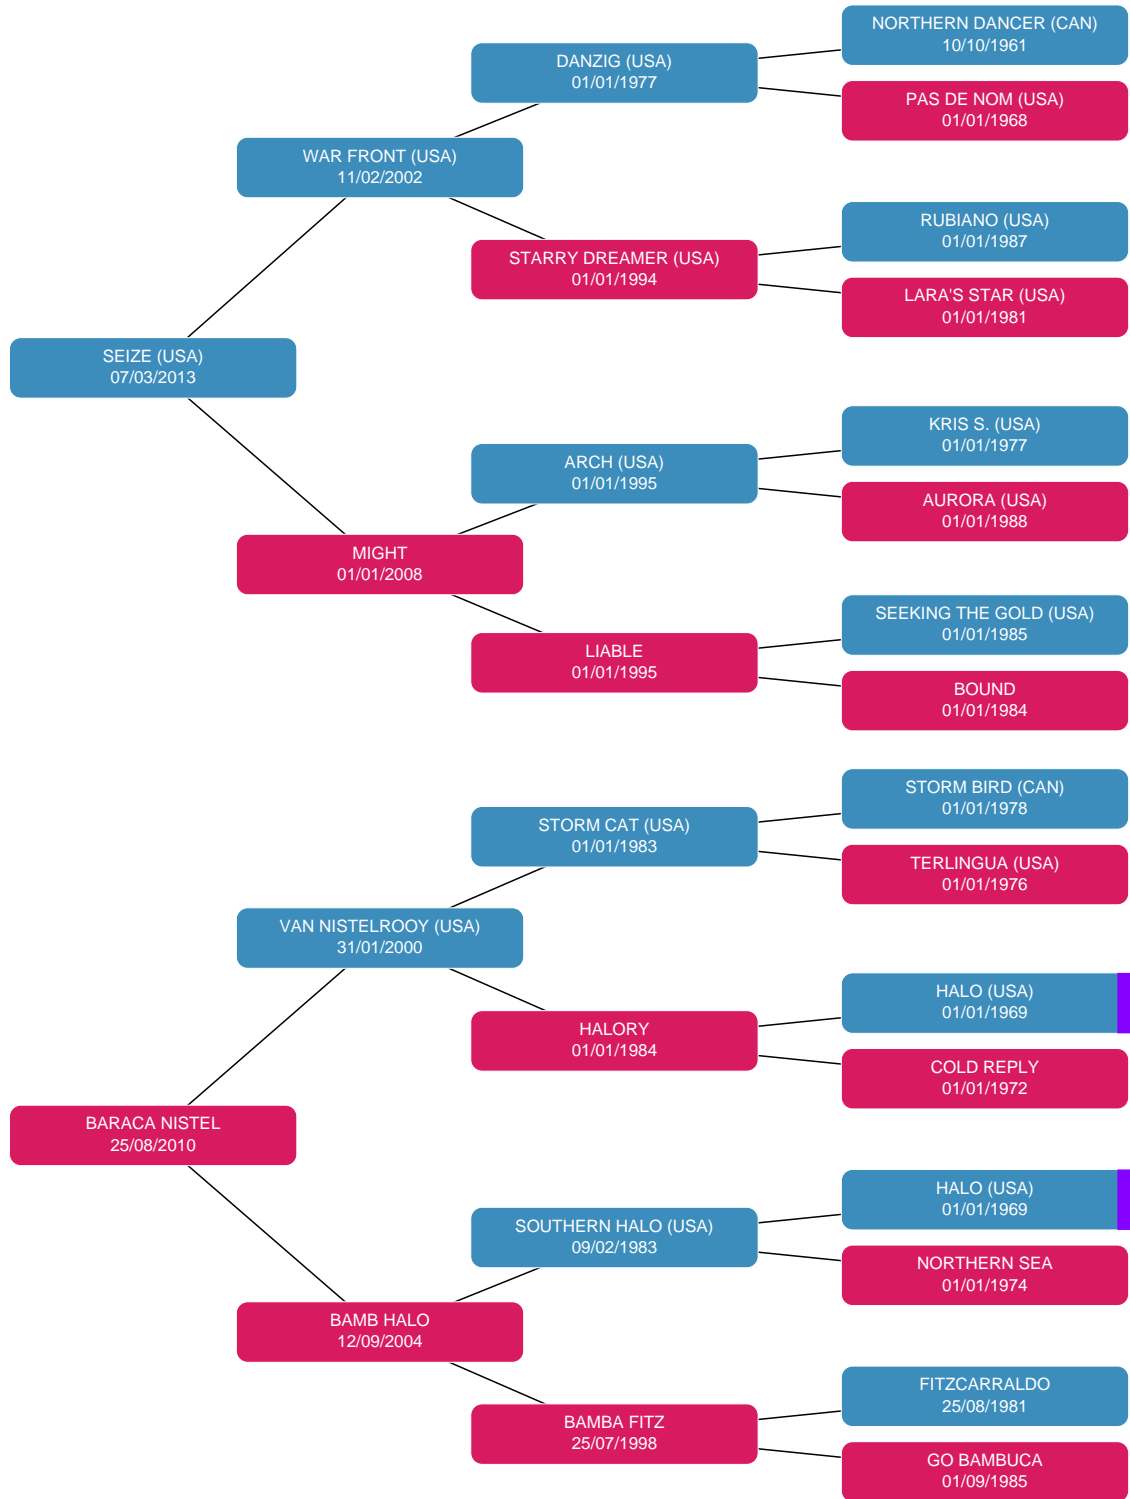 NORTHERN DANCER (CAN)
10/10/1961
DANZIG (USA)
01/01/1977
PAS DE NOM (USA)
01/01/1968
WAR FRONT (USA)
11/02/2002
RUBIANO (USA)
01/01/1987
STARRY DREAMER (USA)
01/01/1994
LARA'S STAR (USA)
01/01/1981
SEIZE (USA)
07/03/2013
KRIS S. (USA)
01/01/1977
ARCH (USA)
01/01/1995
AURORA (USA)
01/01/1988
MIGHT
01/01/2008
SEEKING THE GOLD (USA)
01/01/1985
LIABLE
01/01/1995
BOUND
01/01/1984
STORM BIRD (CAN)
01/01/1978
STORM CAT (USA)
01/01/1983
TERLINGUA (USA)
01/01/1976
VAN NISTELROOY (USA)
31/01/2000
HALO (USA)
01/01/1969
HALORY
01/01/1984
COLD REPLY
01/01/1972
BARACA NISTEL
25/08/2010
HALO (USA)
01/01/1969
SOUTHERN HALO (USA)
09/02/1983
NORTHERN SEA
01/01/1974
BAMB HALO
12/09/2004
FITZCARRALDO
25/08/1981
BAMBA FITZ
25/07/1998
GO BAMBUCA
01/09/1985